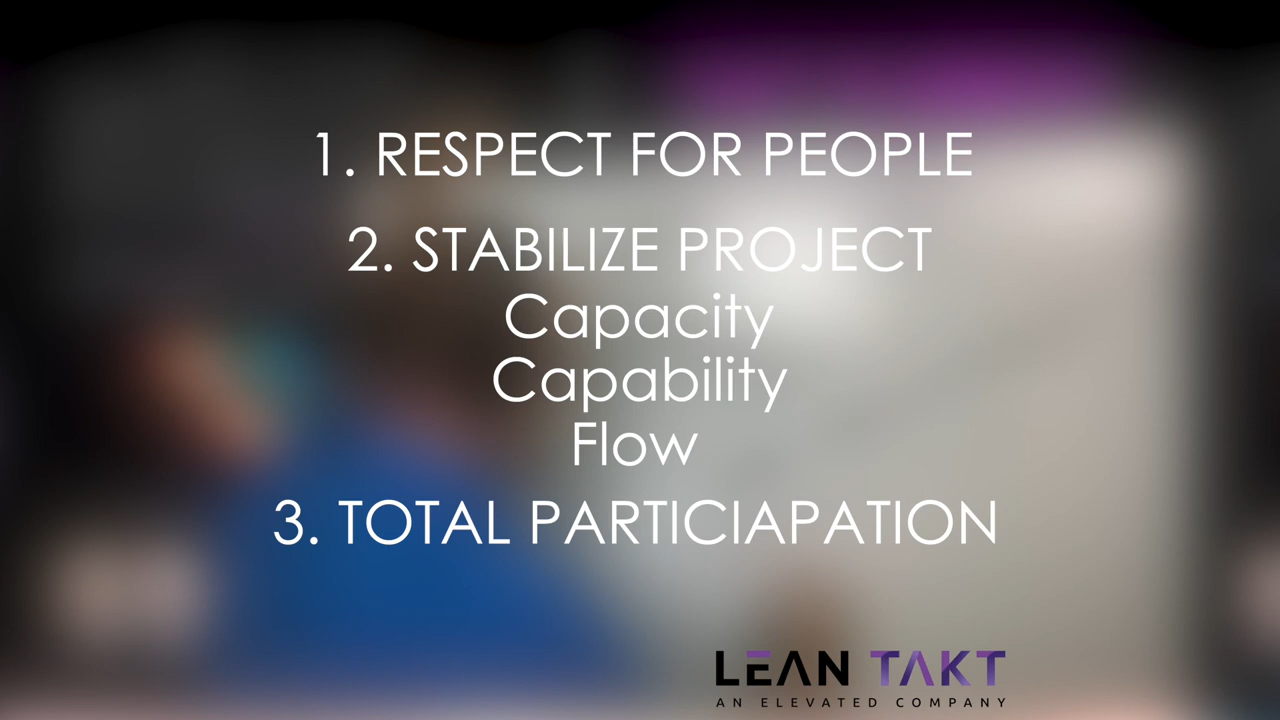 1. RESPECT FOR PEOPLE
2. STABILIZE PROJECT
Capacity
Capability
Flow
3. TOTAL PARTICIAPATION
LEAN TAKT
AN ELEVATED COMPANY